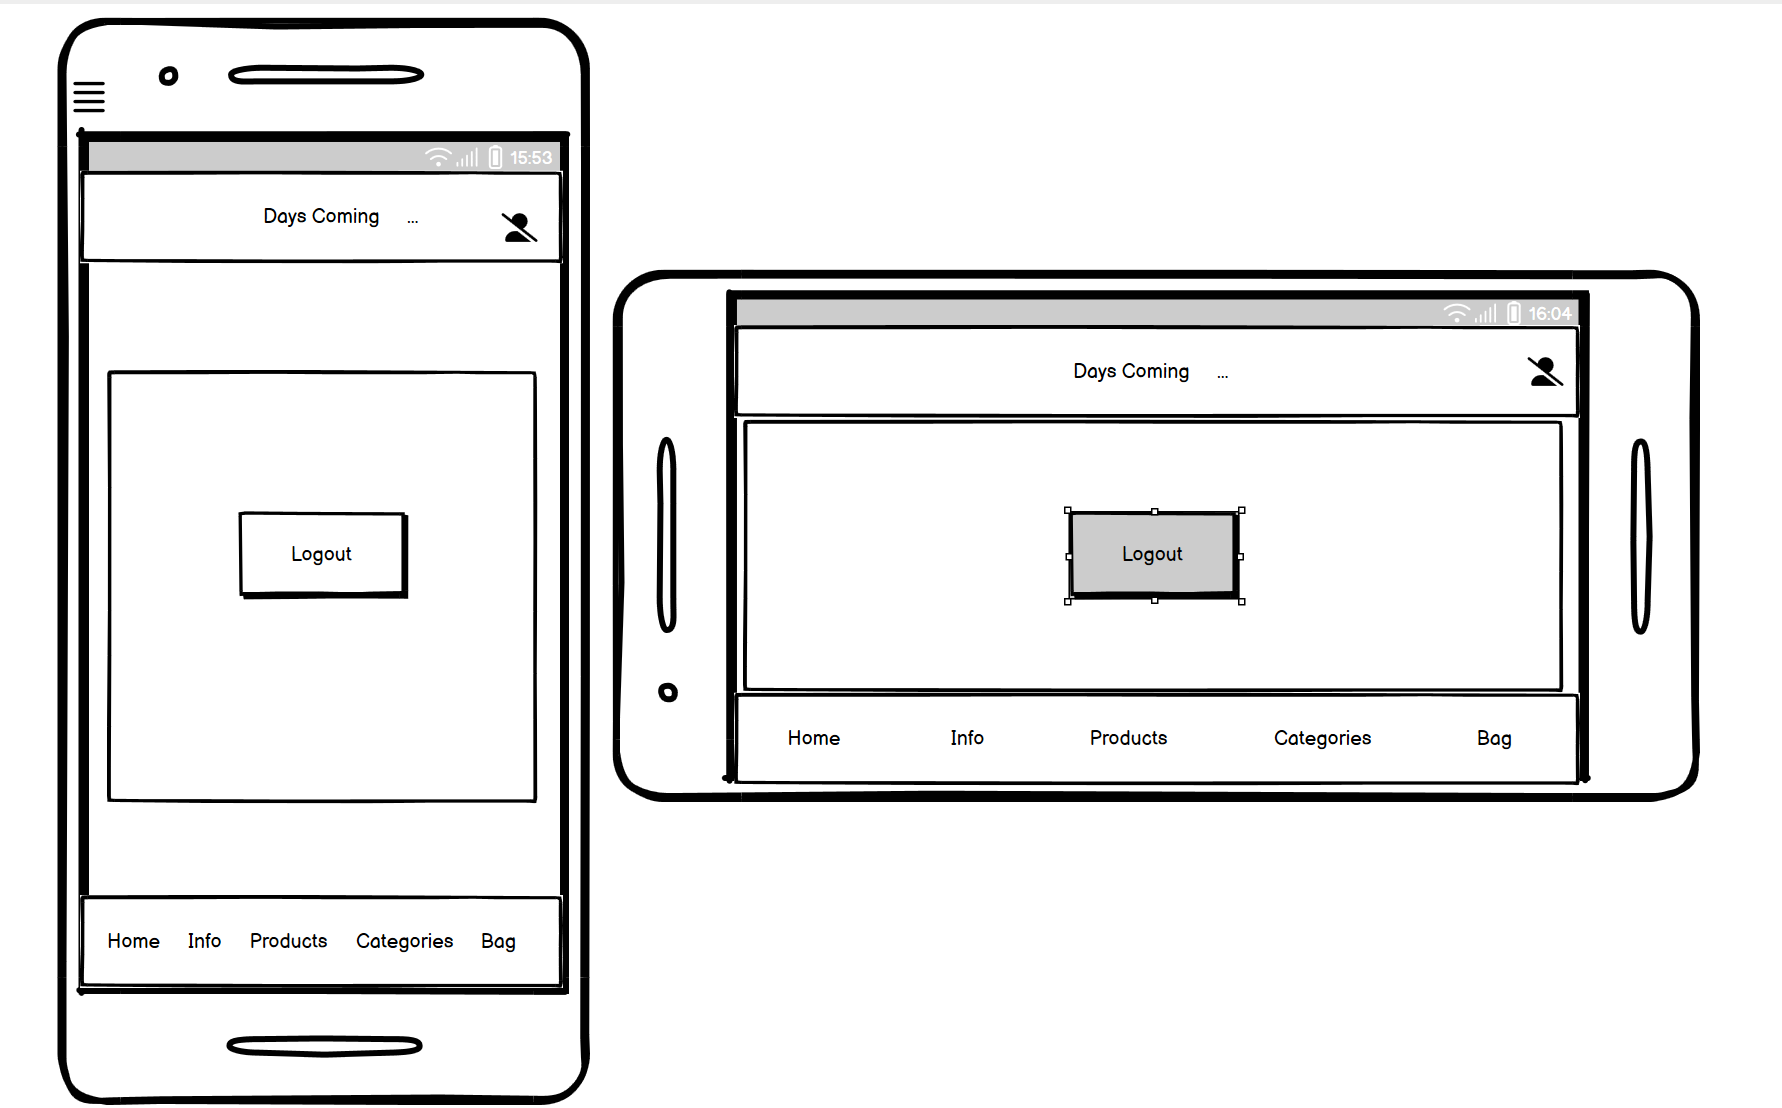 15:53
Days Coming ...
Logout
Home Info Products Categories Bag
16:04
Days Coming ...
Logout
Home Info Products Categories Bag